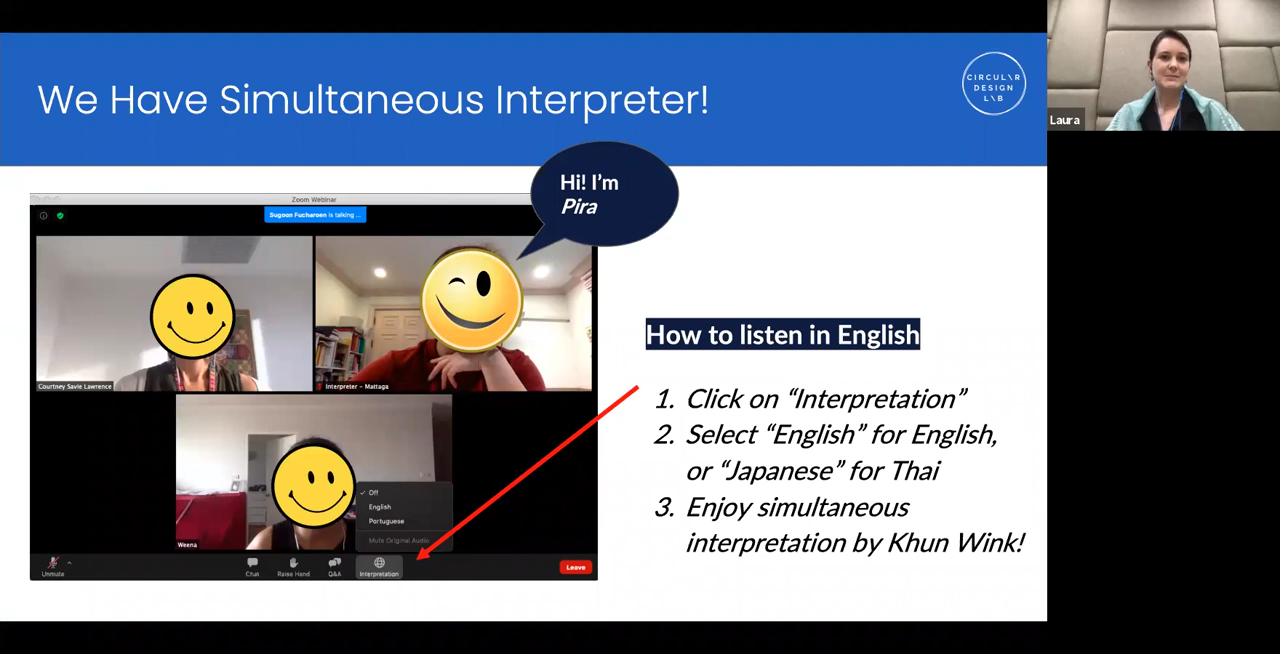 We Have Simultaneous Interpreter!
CIRCUL\R
DESIGN
L\B
Laura
Hi! I'm
Pira
Zoom Webinar
Sugoon Fucharoen is talking ...
Courtney Savie Lawrence
Interpreter - Mattaga
Weena
✓ Off
English
Portuguese
Mute Original Audio
Unmute
Chat
Raise Hand
Q&A
Interpretation
Leave
How to listen in English
1. Click on “Interpretation”
2. Select “English” for English,
or “Japanese” for Thai
3. Enjoy simultaneous
interpretation by Khun Wink!